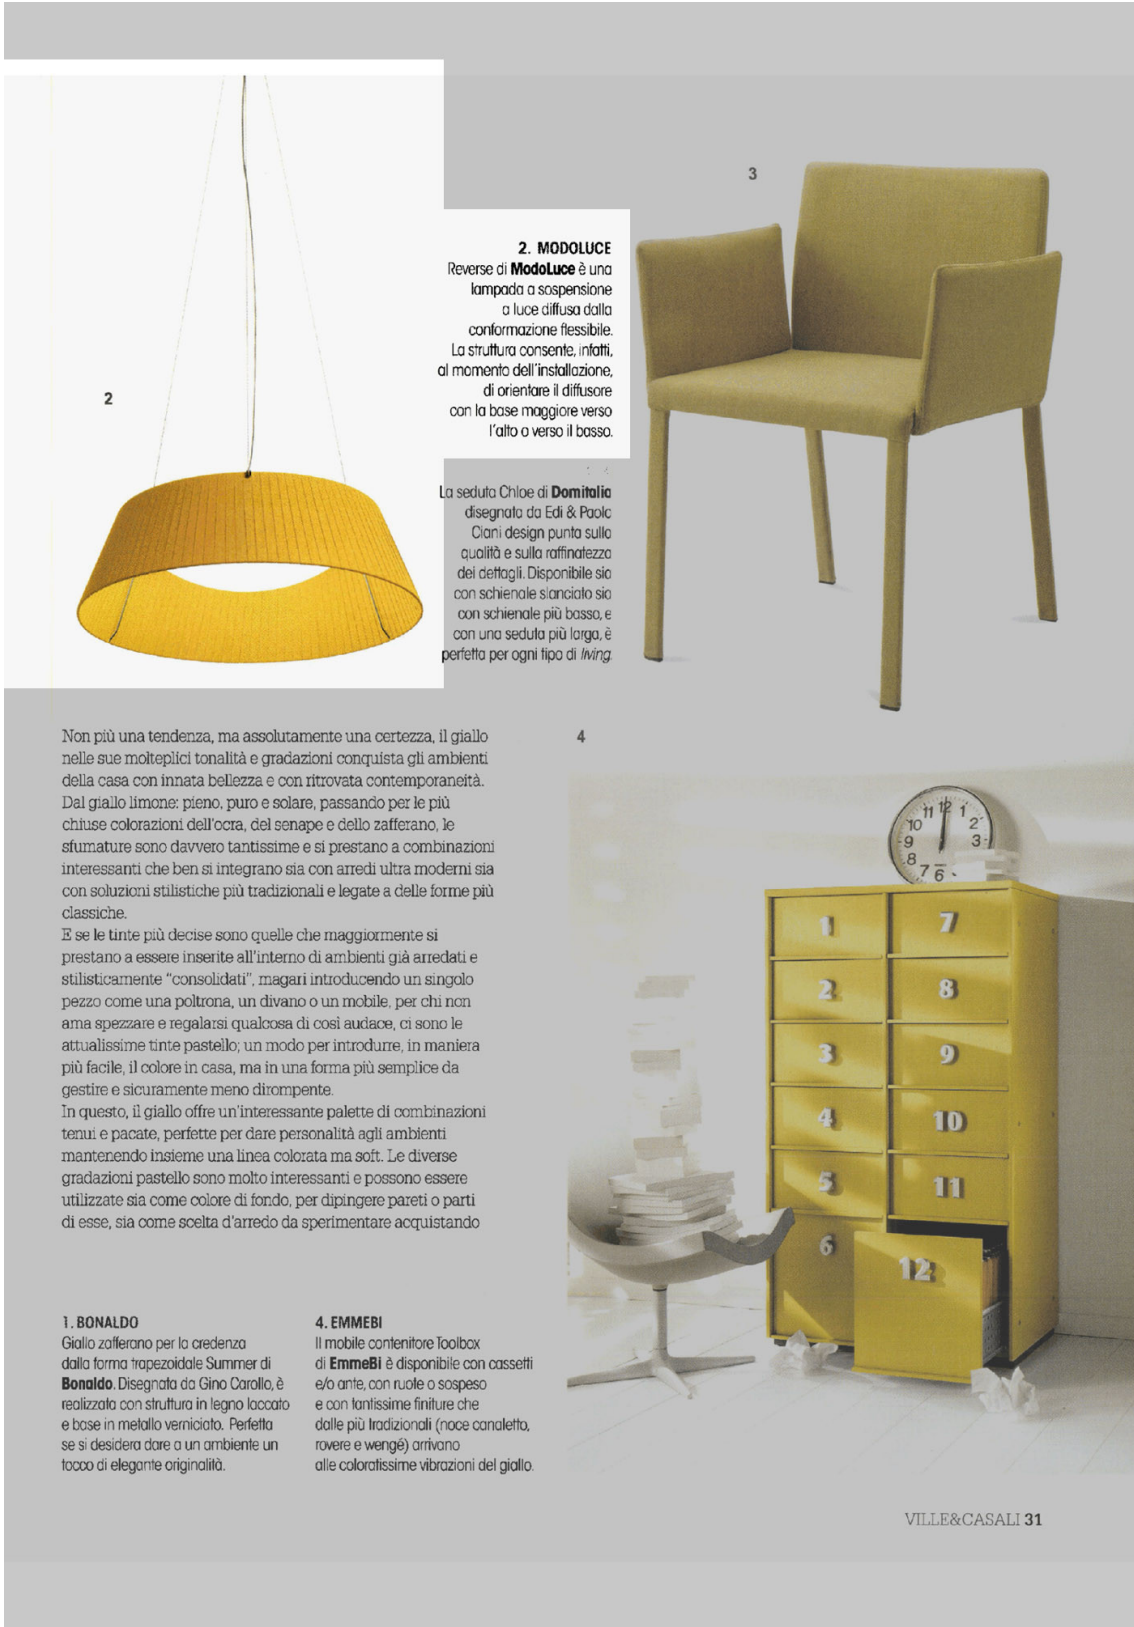 3
2. MODOLUCE
Reverse di ModoLuce è una
lampada a sospensione
a luce diffusa dalla
conformazione flessibile.
La struttura consente, infatti,
al momento dell'installazione,
di orientare il diffusore
con la base maggiore verso
l'alto o verso il basso.
2
La seduta Chloe di Domitalia
disegnata da Edi & Paolo
Ciani design punta sulla
qualità e sulla raffinatezza
dei dettagli. Disponibile sia
con schienale slanciato sia
con schienale più basso, e
con una seduta più larga, è
perfetta per ogni tipo di living.
Non più una tendenza, ma assolutamente una certezza, il giallo
nelle sue molteplici tonalità e gradazioni conquista gli ambienti
della casa con innata bellezza e con ritrovata contemporaneità.
Dal giallo limone: pieno, puro e solare, passando per le più
chiuse colorazioni dell'ocra, del senape e dello zafferano, le
sfumature sono davvero tantissime e si prestano a combinazioni
interessanti che ben si integrano sia con arredi ultra moderni sia
con soluzioni stilistiche più tradizionali e legate a delle forme più
classiche.
E se le tinte più decise sono quelle che maggiormente si
prestano a essere inserite all'interno di ambienti già arredati e
stilisticamente "consolidati", magari introducendo un singolo
pezzo come una poltrona, un divano o un mobile, per chi non
ama spezzare e regalarsi qualcosa di così audace, ci sono le
attualissime tinte pastello; un modo per introdurre, in maniera
più facile, il colore in casa, ma in una forma più semplice da
gestire e sicuramente meno dirompente.
In questo, il giallo offre un'interessante palette di combinazioni
tenui e pacate, perfette per dare personalità agli ambienti
mantenendo insieme una linea colorata ma soft. Le diverse
gradazioni pastello sono molto interessanti e possono essere
utilizzate sia come colore di fondo, per dipingere pareti o parti
di esse, sia come scelta d'arredo da sperimentare acquistando
4
11 12 1
10 2
9 3
8
7 6
1 7
2 8
3 9
4 10
5 11
6 12
1. BONALDO
Giallo zafferano per la credenza
dalla forma trapezoidale Summer di
Bonaldo. Disegnata da Gino Carollo, è
realizzata con struttura in legno laccato
e base in metallo verniciato. Perfetta
se si desidera dare a un ambiente un
tocco di elegante originalità.
4. EMMEBI
Il mobile contenitore Toolbox
di EmmeBi è disponibile con cassetti
e/o ante, con ruote o sospeso
e con tantissime finiture che
dalle più tradizionali (noce canaletto,
rovere e wengé) arrivano
alle coloratissime vibrazioni del giallo.
VILLE&CASALI 31